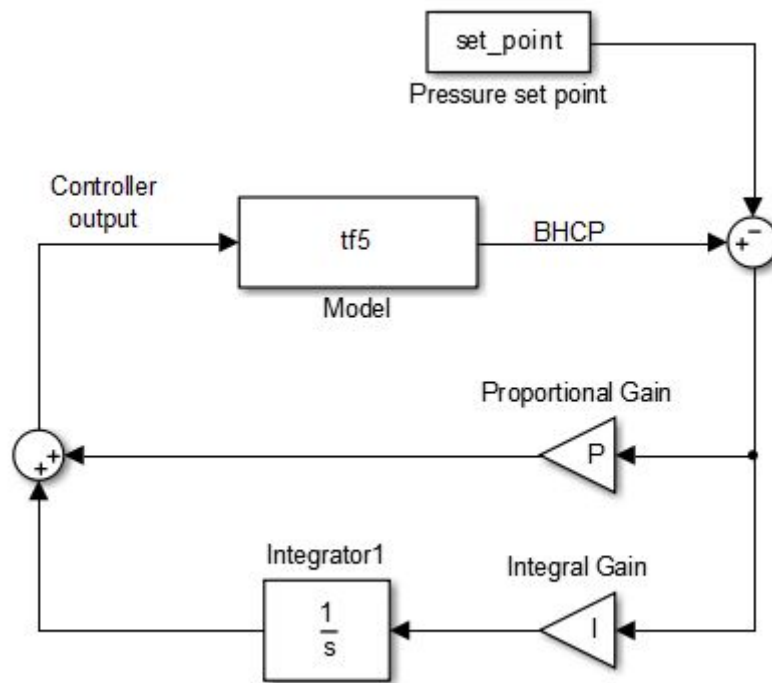 set_point
Pressure set point
Controller
output
tf5
BHCP
−
+
Model
Proportional Gain
P
+
+
Integrator1
Integral Gain
1
s
I